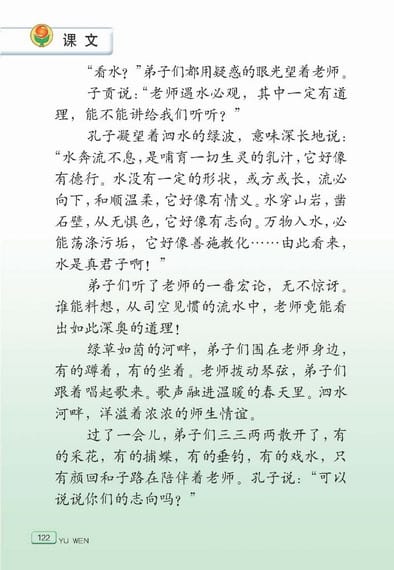 课文
“看水？”弟子们都用疑惑的眼光望着老师。
子贡说：“老师遇水必观，其中一定有道
理，能不能讲给我们听听？”
孔子凝望着泗水的绿波，意味深长地说：
“水奔流不息，是哺育一切生灵的乳汁，它好像
有德行。水没有一定的形状，或方或长，流必
向下，和顺温柔，它好像有情义。水穿山岩，凿
石壁，从无惧色，它好像有志向。万物入水，必
能荡涤污垢，它好像善施教化……由此看来，
水是真君子啊！”
弟子们听了老师的一番宏论，无不惊讶。
谁能料想，从司空见惯的流水中，老师竟能看
出如此深奥的道理！
绿草如茵的河畔，弟子们围在老师身边，
有的蹲着，有的坐着。老师拨动琴弦，弟子们
跟着唱起歌来。歌声融进温暖的春天里。泗水
河畔，洋溢着浓浓的师生情谊。
过了一会儿，弟子们三三两两散开了，有
的采花，有的捕蝶，有的垂钓，有的戏水，只
有颜回和子路在陪伴着老师。孔子说：“可以
说说你们的志向吗？”
122 YU WEN